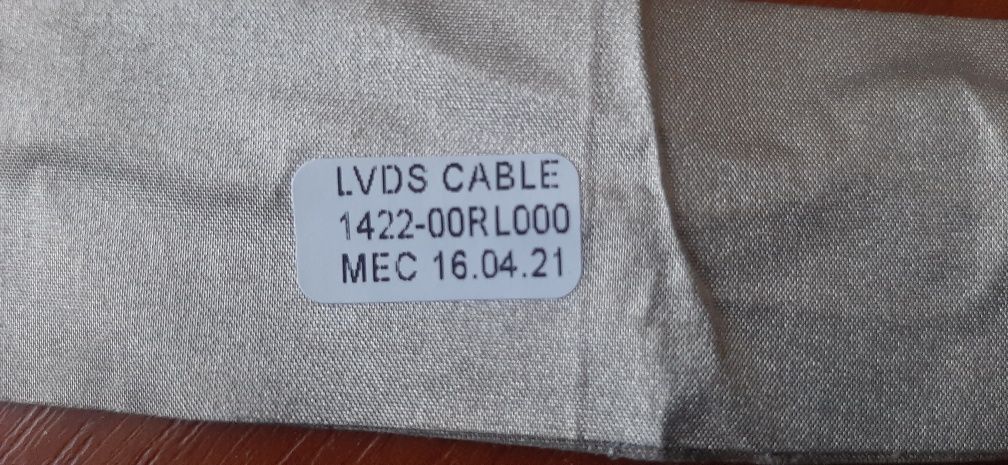 LVDS CABLE
1422-00RL000
MEC 16.04.21